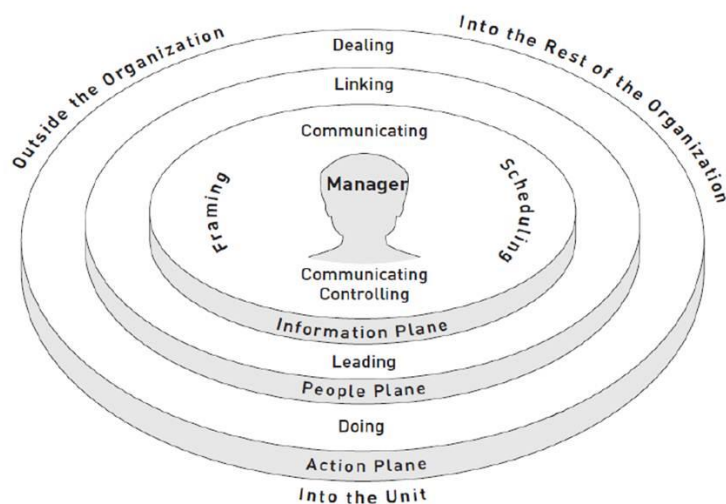 Outside the Organization
Into the Rest of the Organization
Dealing
Linking
Communicating
Framing
Manager
Scheduling
Communicating
Controlling
Information Plane
Leading
People Plane
Doing
Action Plane
Into the Unit